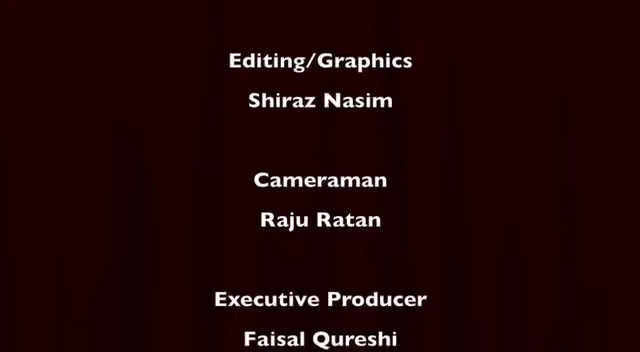 Editing/Graphics
Shiraz Nasim
Cameraman
Raju Ratan
Executive Producer
Faisal Qureshi